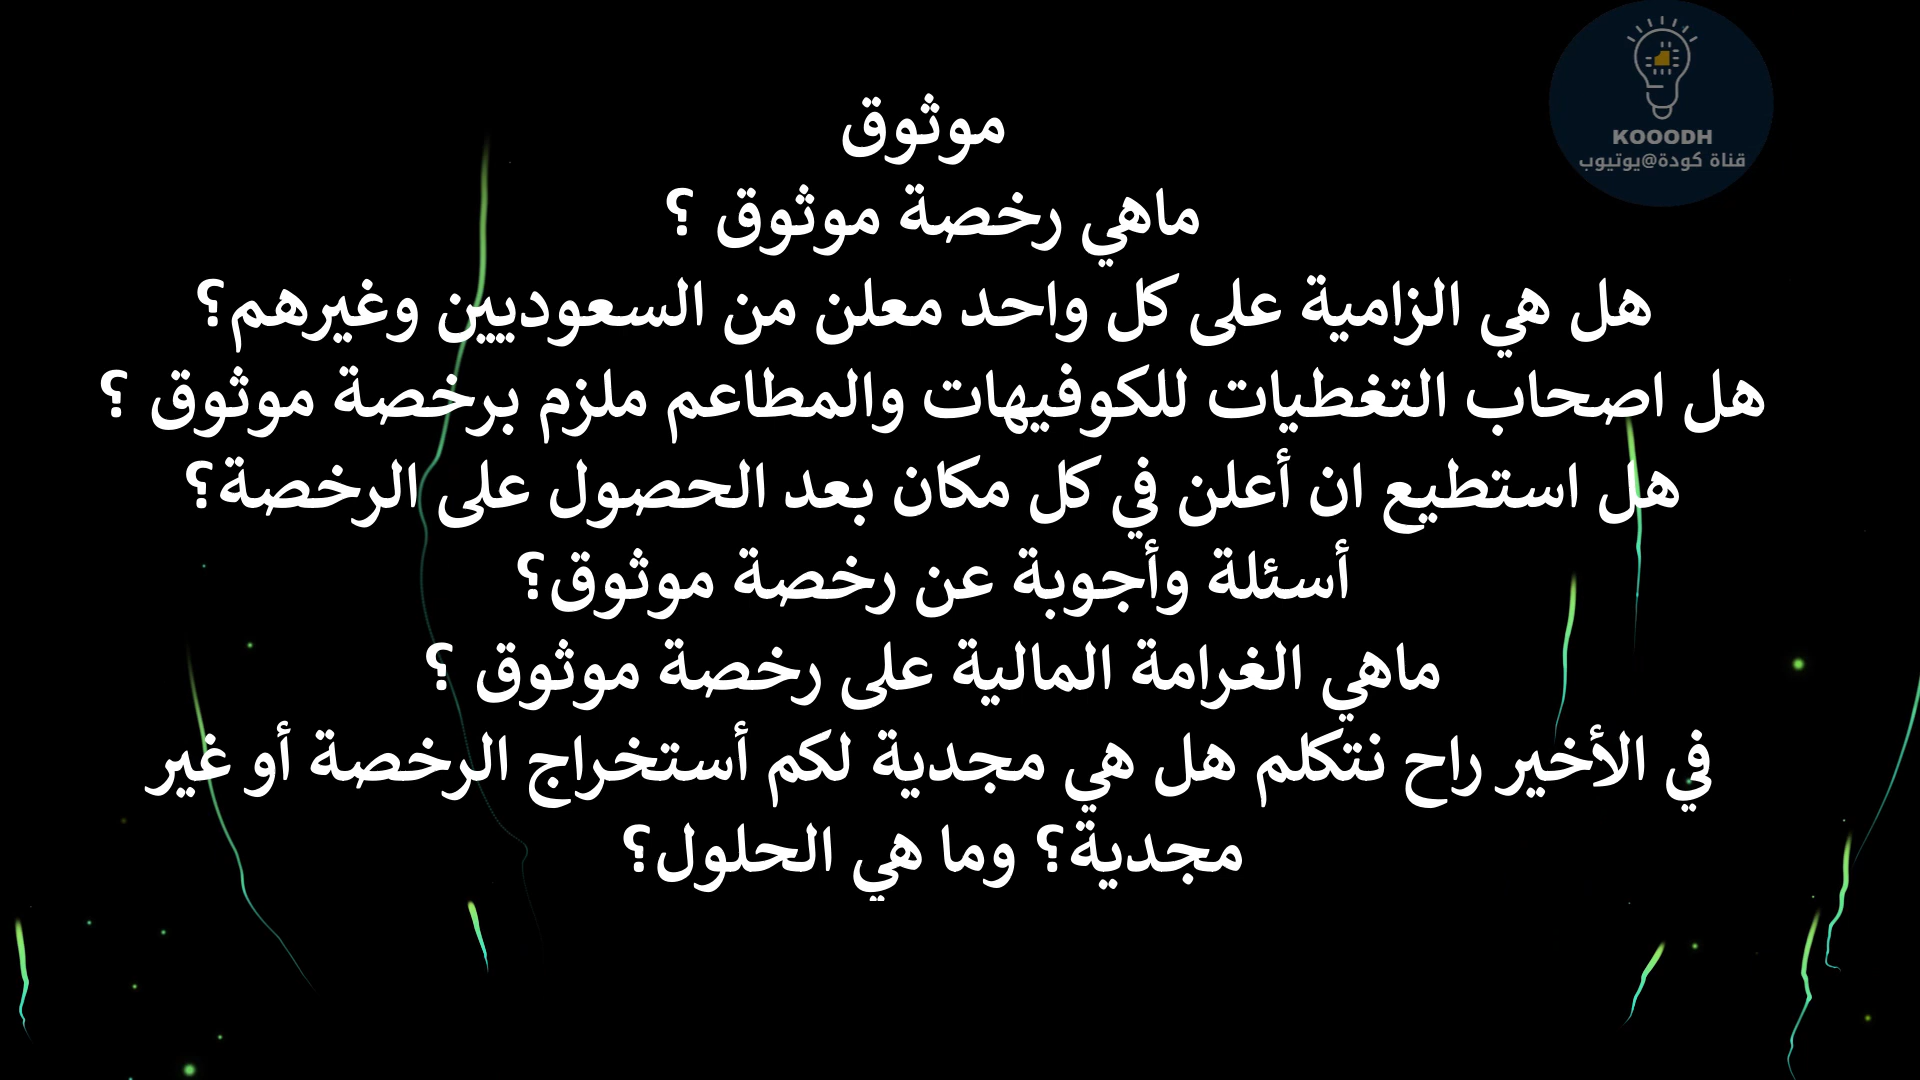 KOOODH
قناة كودة@يوتيوب
موثوق
ماهي رخصة موثوق ؟
هل هي الزامية على كل واحد معلن من السعوديين وغيرهم؟
هل اصحاب التغطيات للكوفيهات والمطاعم ملزم برخصة موثوق ؟
هل استطيع ان أعلن في كل مكان بعد الحصول على الرخصة؟
أسئلة وأجوبة عن رخصة موثوق؟
ماهي الغرامة المالية على رخصة موثوق ؟
في الأخير راح نتكلم هل هي مجدية لكم أستخراج الرخصة أو غير
مجدية؟ وما هي الحلول؟